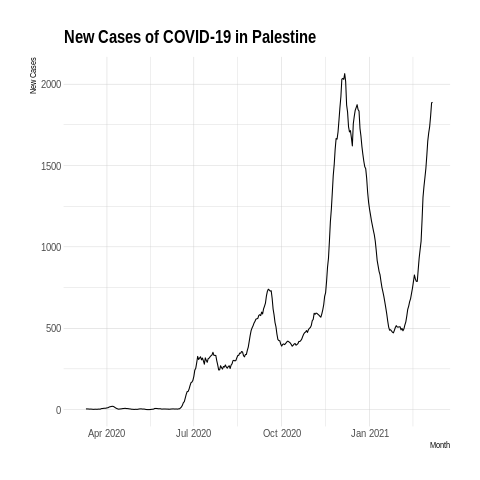 New Cases of COVID-19 in Palestine
New Cases
2000
1500
1000
500
0
Apr 2020 Jul 2020 Oct 2020 Jan 2021
Month